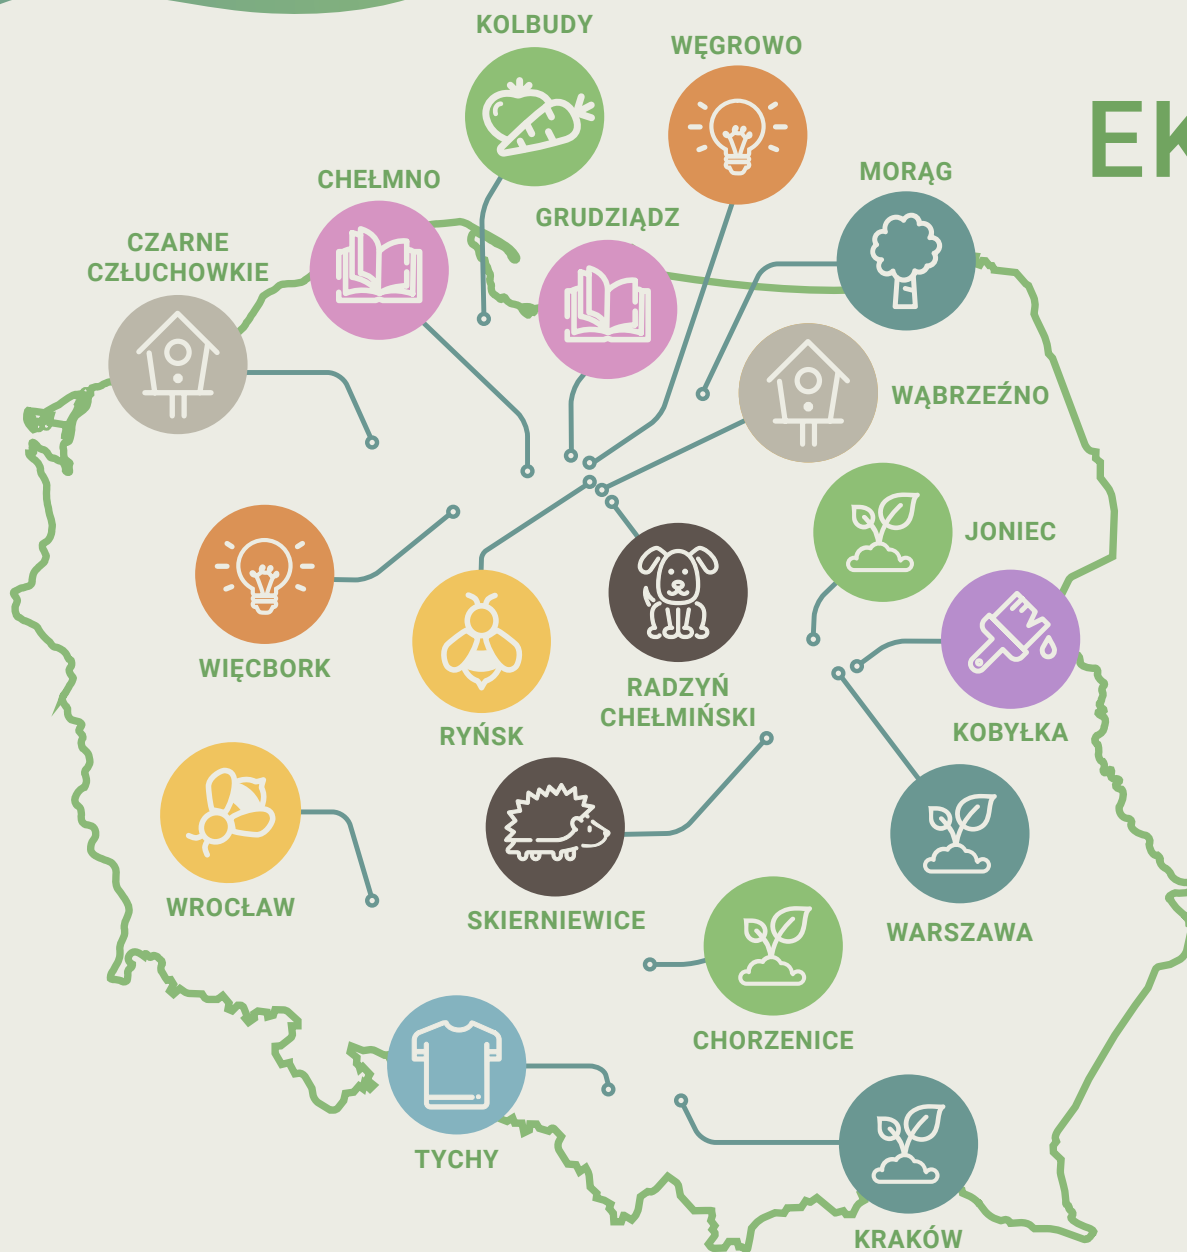 KOLBUDY
WĘGROWO
EK
CHEŁMNO
MORĄG
GRUDZIĄDZ
CZARNE
CZŁUCHOWKIE
WĄBRZEŹNO
JONIEC
WIĘCBORK
RADZYŃ
CHEŁMIŃSKI
RYŃSK
KOBYŁKA
WROCŁAW
SKIERNIEWICE
WARSZAWA
CHORZENICE
TYCHY
KRAKÓW